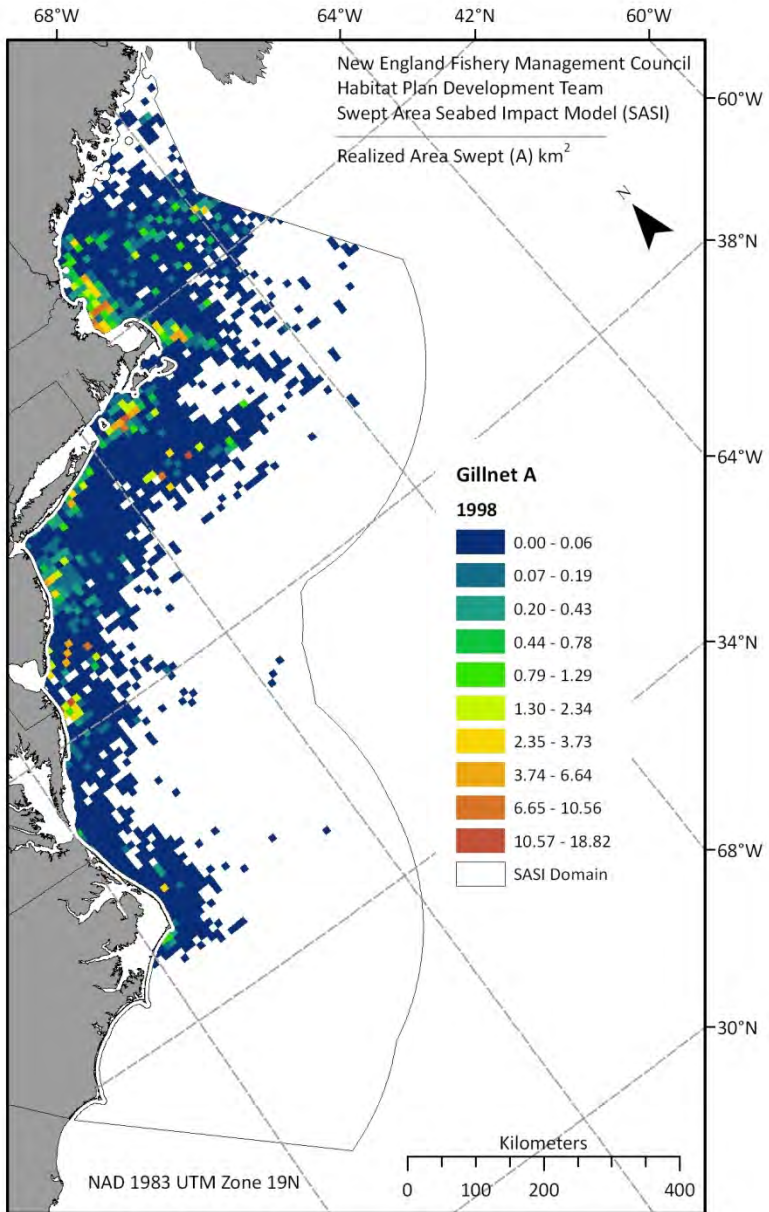 68°W 64°W 42°N 60°W
New England Fishery Management Council
Habitat Plan Development Team
Swept Area Seabed Impact Model (SASI)
Realized Area Swept (A) km²
60°W
N
38°N
64°W
Gillnet A
1998
0.00 - 0.06
0.07 - 0.19
0.20 - 0.43
0.44 - 0.78
0.79 - 1.29
1.30 - 2.34
2.35 - 3.73
3.74 - 6.64
6.65 - 10.56
10.57 - 18.82
SASI Domain
34°N
68°W
30°N
Kilometers
0 100 200 400
NAD 1983 UTM Zone 19N